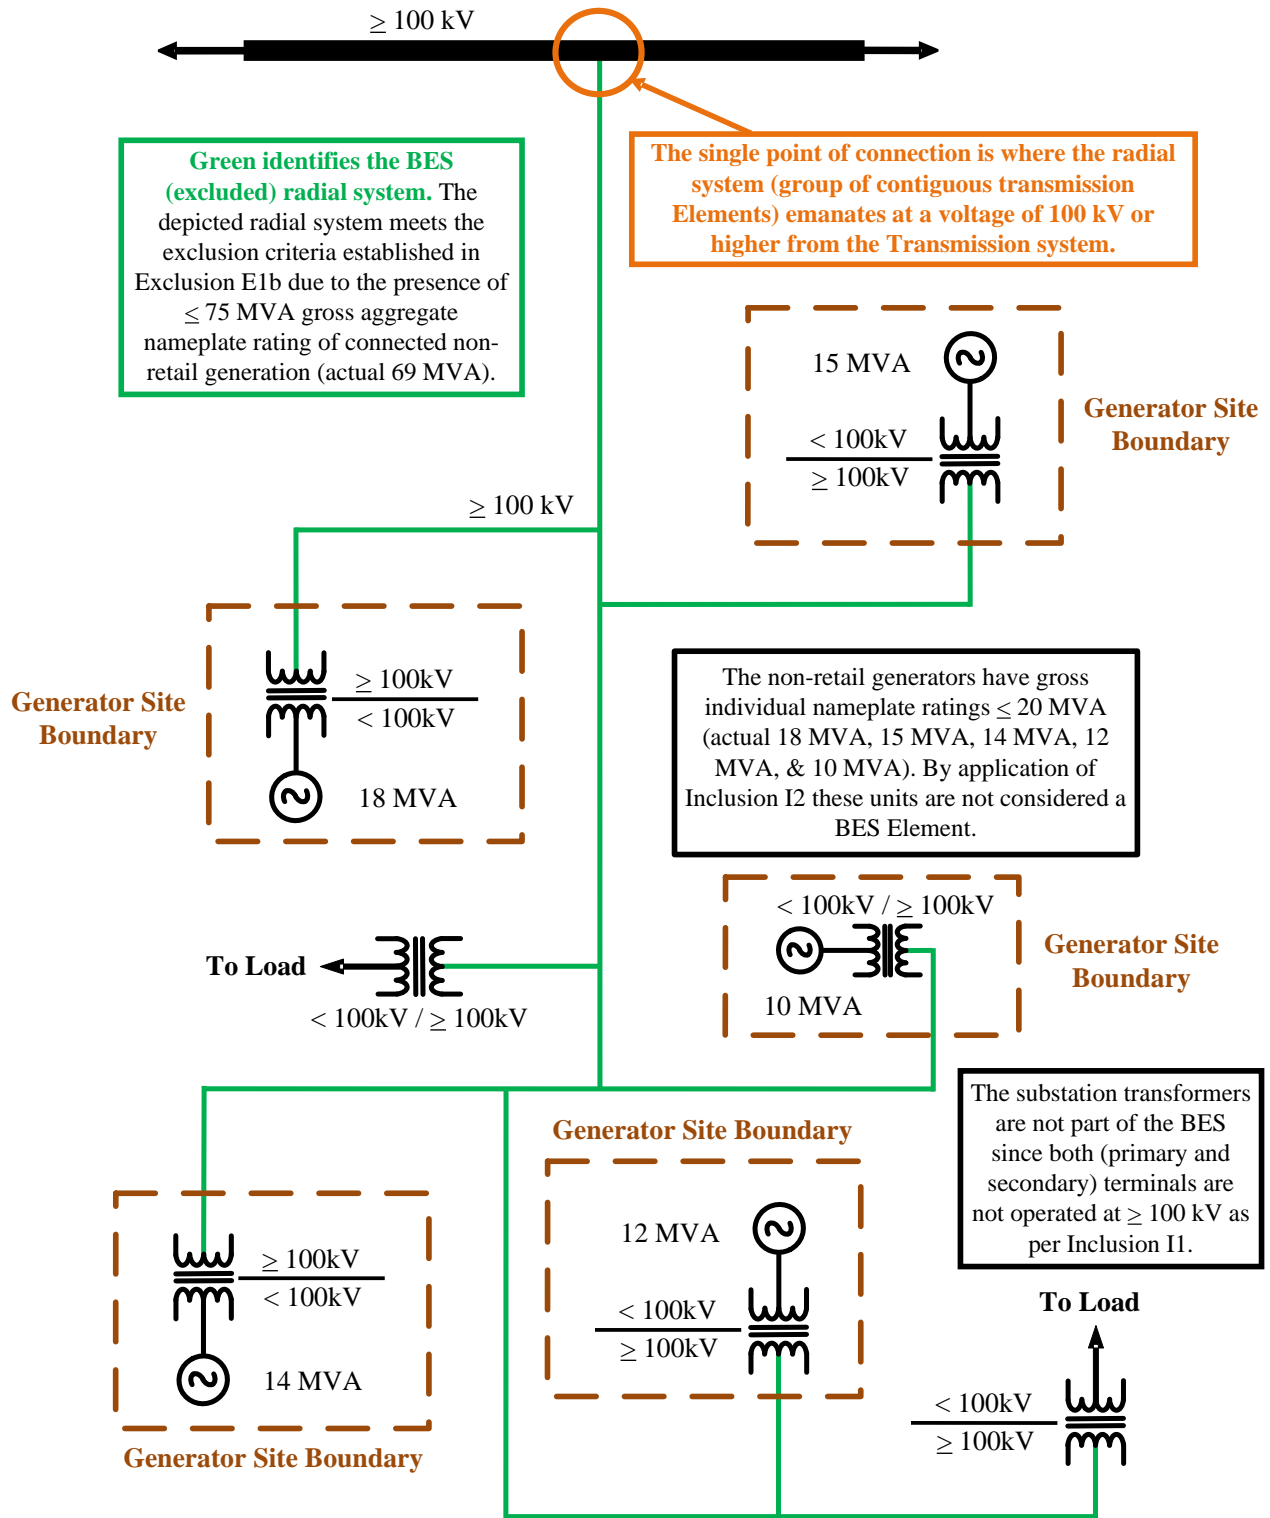 ≥ 100 kV
Green identifies the BES
(excluded) radial system. The
depicted radial system meets the
exclusion criteria established in
Exclusion E1b due to the presence of
≤ 75 MVA gross aggregate
nameplate rating of connected non-
retail generation (actual 69 MVA).
The single point of connection is where the radial
system (group of contiguous transmission
Elements) emanates at a voltage of 100 kV or
higher from the Transmission system.
15 MVA
< 100kV
≥ 100kV
Generator Site
Boundary
≥ 100 kV
Generator Site
Boundary
≥ 100kV
< 100kV
18 MVA
The non-retail generators have gross
individual nameplate ratings ≤ 20 MVA
(actual 18 MVA, 15 MVA, 14 MVA, 12
MVA, & 10 MVA). By application of
Inclusion I2 these units are not considered a
BES Element.
To Load
< 100kV / ≥ 100kV
< 100kV / ≥ 100kV
10 MVA
Generator Site
Boundary
The substation transformers
are not part of the BES
since both (primary and
secondary) terminals are
not operated at ≥ 100 kV as
per Inclusion I1.
≥ 100kV
< 100kV
14 MVA
Generator Site Boundary
Generator Site Boundary
12 MVA
< 100kV
≥ 100kV
To Load
< 100kV
≥ 100kV